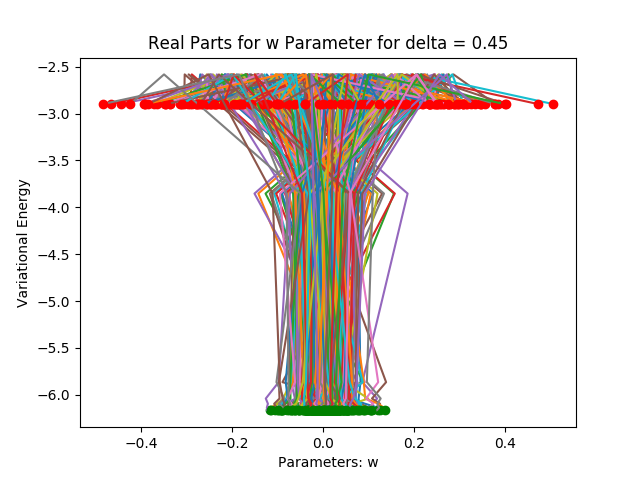 Real Parts for w Parameter for delta = 0.45
−2.5
−3.0
−3.5
−4.0
−4.5
−5.0
−5.5
−6.0
Variational Energy
−0.4 −0.2 0.0 0.2 0.4
Parameters: w